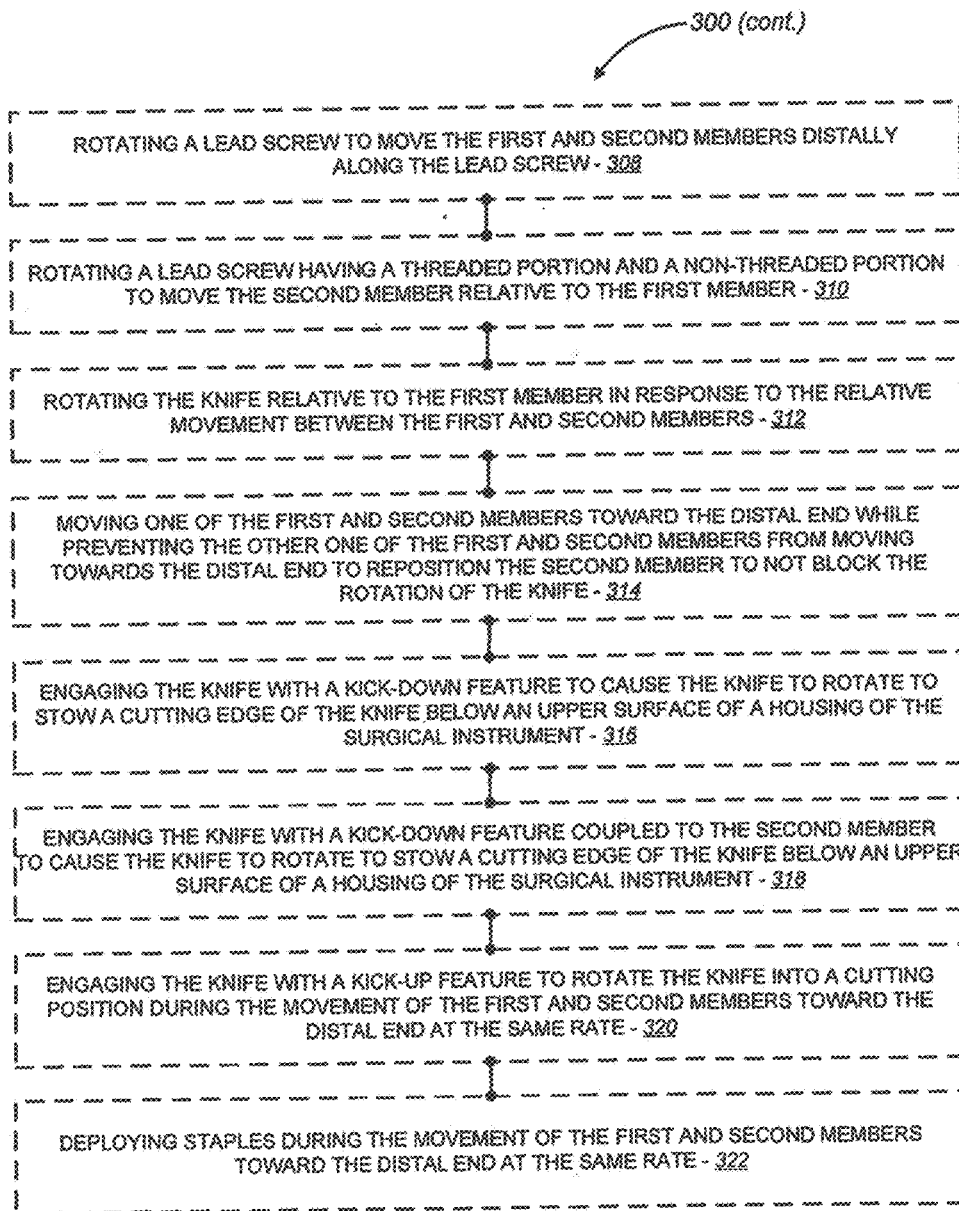 300 (cont.)
ROTATING A LEAD SCREW TO MOVE THE FIRST AND SECOND MEMBERS DISTALLY
ALONG THE LEAD SCREW - 308
ROTATING A LEAD SCREW HAVING A THREADED PORTION AND A NON-THREADED PORTION
TO MOVE THE SECOND MEMBER RELATIVE TO THE FIRST MEMBER - 310
ROTATING THE KNIFE RELATIVE TO THE FIRST MEMBER IN RESPONSE TO THE RELATIVE
MOVEMENT BETWEEN THE FIRST AND SECOND MEMBERS - 312
MOVING ONE OF THE FIRST AND SECOND MEMBERS TOWARD THE DISTAL END WHILE
PREVENTING THE OTHER ONE OF THE FIRST AND SECOND MEMBERS FROM MOVING
TOWARDS THE DISTAL END TO REPOSITION THE SECOND MEMBER TO NOT BLOCK THE
ROTATION OF THE KNIFE - 314
ENGAGING THE KNIFE WITH A KICK-DOWN FEATURE TO CAUSE THE KNIFE TO ROTATE TO
STOW A CUTTING EDGE OF THE KNIFE BELOW AN UPPER SURFACE OF A HOUSING OF THE
SURGICAL INSTRUMENT - 316
ENGAGING THE KNIFE WITH A KICK-DOWN FEATURE COUPLED TO THE SECOND MEMBER
TO CAUSE THE KNIFE TO ROTATE TO STOW A CUTTING EDGE OF THE KNIFE BELOW AN UPPER
SURFACE OF A HOUSING OF THE SURGICAL INSTRUMENT - 318
ENGAGING THE KNIFE WITH A KICK-UP FEATURE TO ROTATE THE KNIFE INTO A CUTTING
POSITION DURING THE MOVEMENT OF THE FIRST AND SECOND MEMBERS TOWARD THE
DISTAL END AT THE SAME RATE - 320
DEPLOYING STAPLES DURING THE MOVEMENT OF THE FIRST AND SECOND MEMBERS
TOWARD THE DISTAL END AT THE SAME RATE - 322